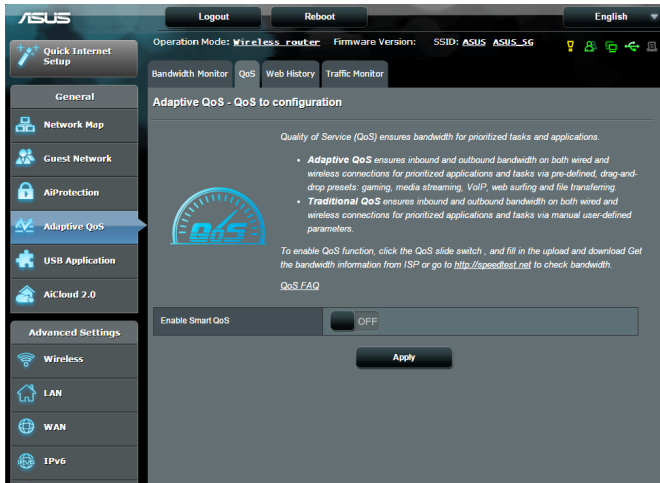 ASUS
Logout
Reboot
English
Quick Internet
Setup
Operation Mode: Wireless router Firmware Version: SSID: ASUS ASUS_5G
Bandwidth Monitor QoS Web History Traffic Monitor
General
Network Map
Guest Network
AiProtection
Adaptive QoS
USB Application
AiCloud 2.0
Advanced Settings
Wireless
LAN
WAN
IPv6
Adaptive QoS - QoS to configuration
QoS
Quality of Service (QoS) ensures bandwidth for prioritized tasks and applications.
• Adaptive QoS ensures inbound and outbound bandwidth on both wired and
wireless connections for prioritized applications and tasks via pre-defined, drag-and-
drop presets: gaming, media streaming, VoIP, web surfing and file transferring.
• Traditional QoS ensures inbound and outbound bandwidth on both wired and
wireless connections for prioritized applications and tasks via manual user-defined
parameters.
To enable QoS function, click the QoS slide switch , and fill in the upload and download Get
the bandwidth information from ISP or go to http://speedtest.net to check bandwidth.
QoS FAQ
Enable Smart QoS
OFF
Apply